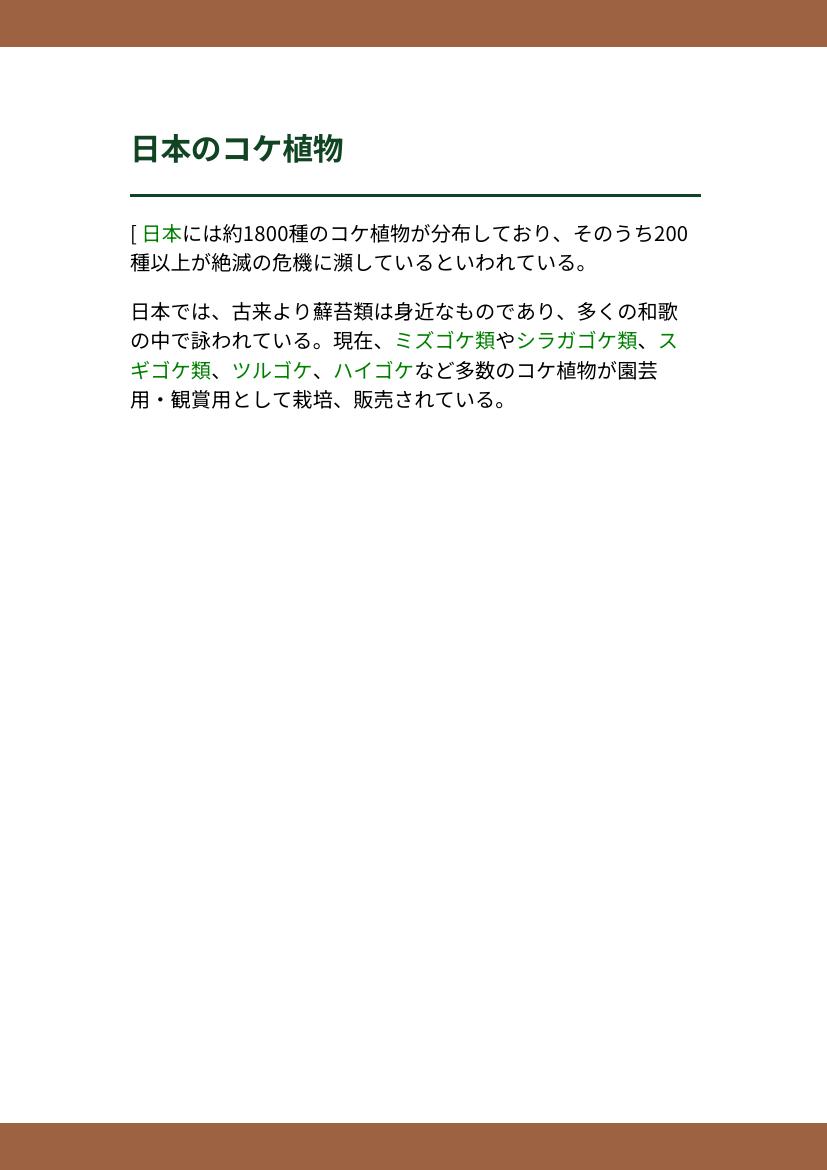 日本のコケ植物
[ 日本には約1800種のコケ植物が分布しており、そのうち200
種以上が絶滅の危機に瀕しているといわれている。
日本では、古来より蘚苔類は身近なものであり、多くの和歌
の中で詠われている。現在、ミズゴケ類やシラガゴケ類、ス
ギゴケ類、ツルゴケ、ハイゴケなど多数のコケ植物が園芸
用・観賞用として栽培、販売されている。